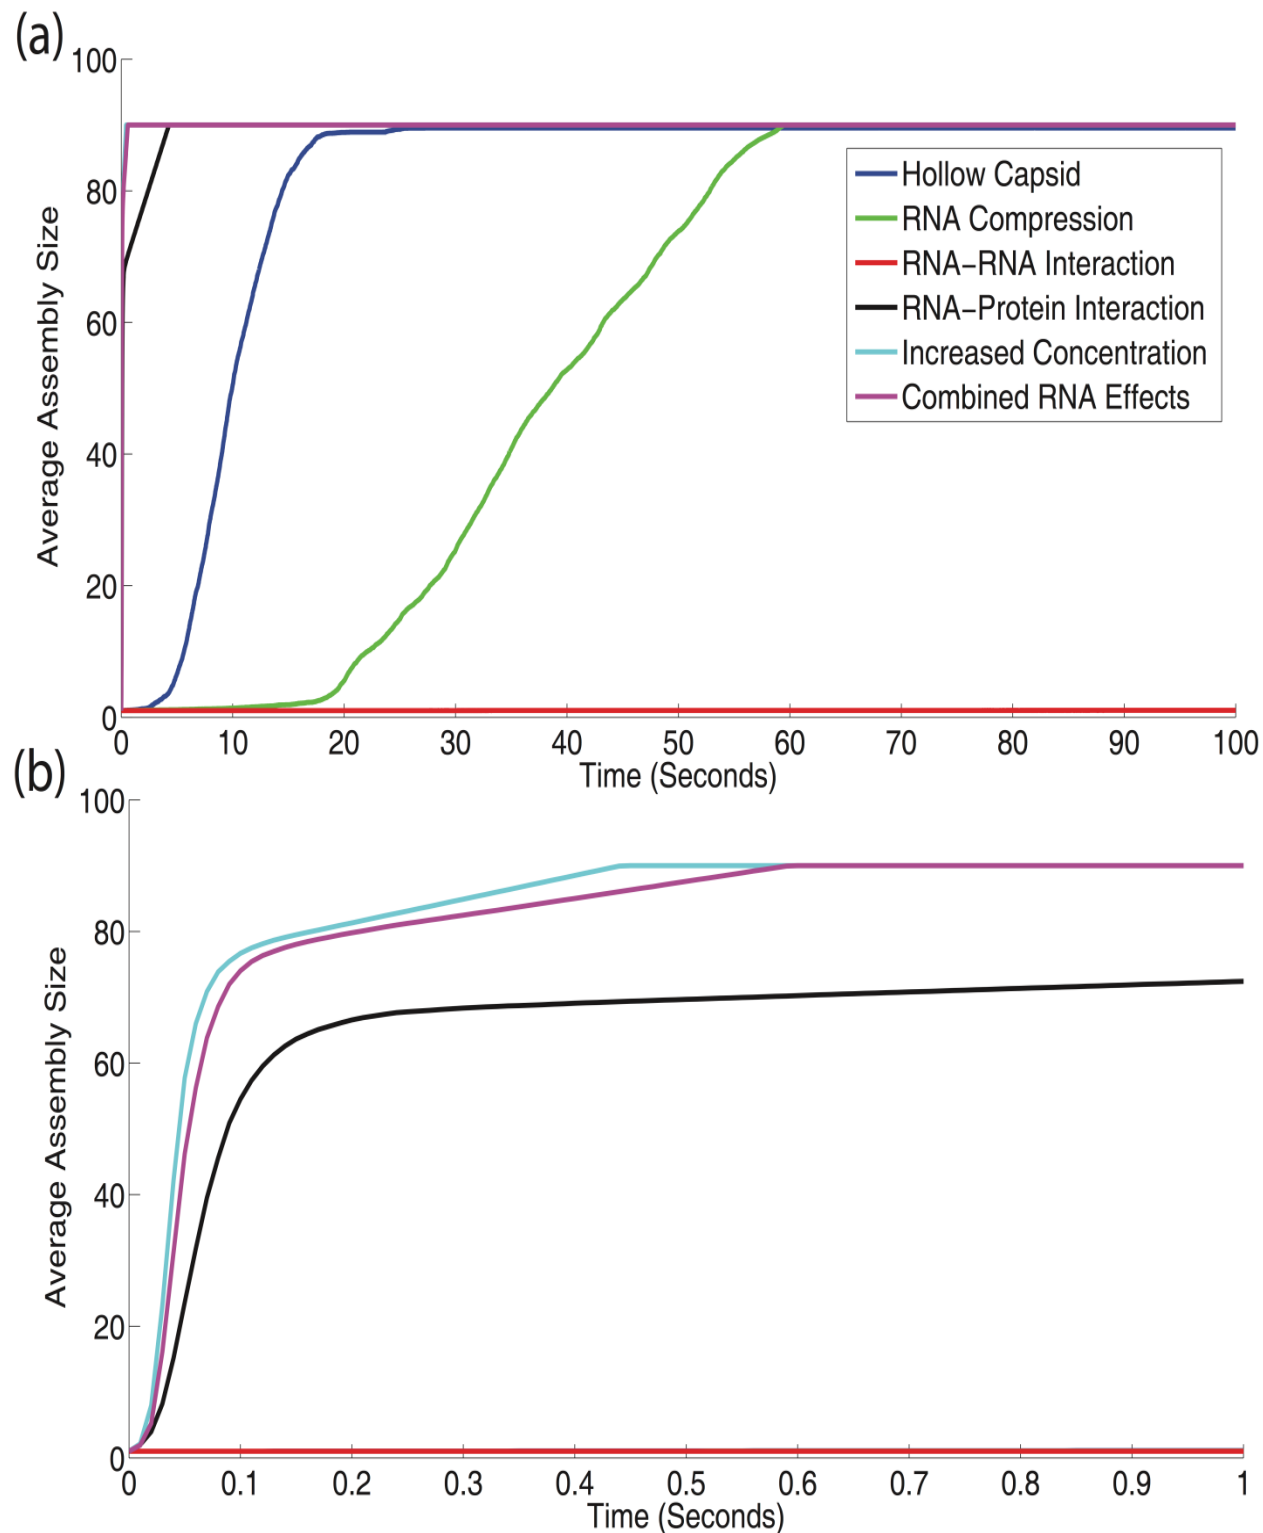 (a)
100
80
60
40
20
0
Average Assembly Size
Hollow Capsid
RNA Compression
RNA–RNA Interaction
RNA–Protein Interaction
Increased Concentration
Combined RNA Effects
0 10 20 30 40 50 60 70 80 90 100
Time (Seconds)
(b)
100
80
60
40
20
0
Average Assembly Size
0 0.1 0.2 0.3 0.4 0.5 0.6 0.7 0.8 0.9 1
Time (Seconds)